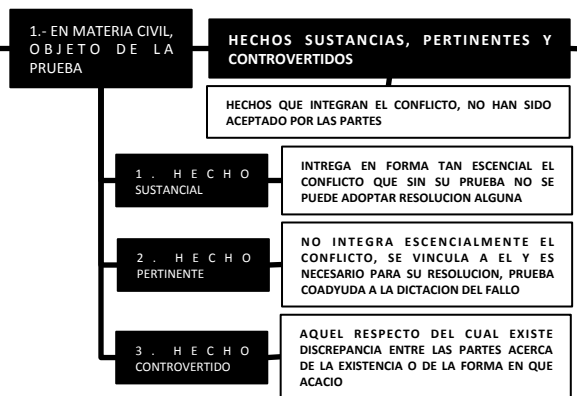 1.- EN MATERIA CIVIL,
OBJETO DE LA
PRUEBA
HECHOS SUSTANCIAS, PERTINENTES Y
CONTROVERTIDOS
HECHOS QUE INTEGRAN EL CONFLICTO, NO HAN SIDO
ACEPTADO POR LAS PARTES
1. HECHO
SUSTANCIAL
INTREGA EN FORMA TAN ESCENCIAL EL
CONFLICTO QUE SIN SU PRUEBA NO SE
PUEDE ADOPTAR RESOLUCION ALGUNA
2. HECHO
PERTINENTE
NO INTEGRA ESCENCIALMENTE EL
CONFLICTO, SE VINCULA A EL Y ES
NECESARIO PARA SU RESOLUCION, PRUEBA
COADYUDA A LA DICTACION DEL FALLO
3. HECHO
CONTROVERTIDO
AQUEL RESPECTO DEL CUAL EXISTE
DISCREPANCIA ENTRE LAS PARTES ACERCA
DE LA EXISTENCIA O DE LA FORMA EN QUE
ACACIO